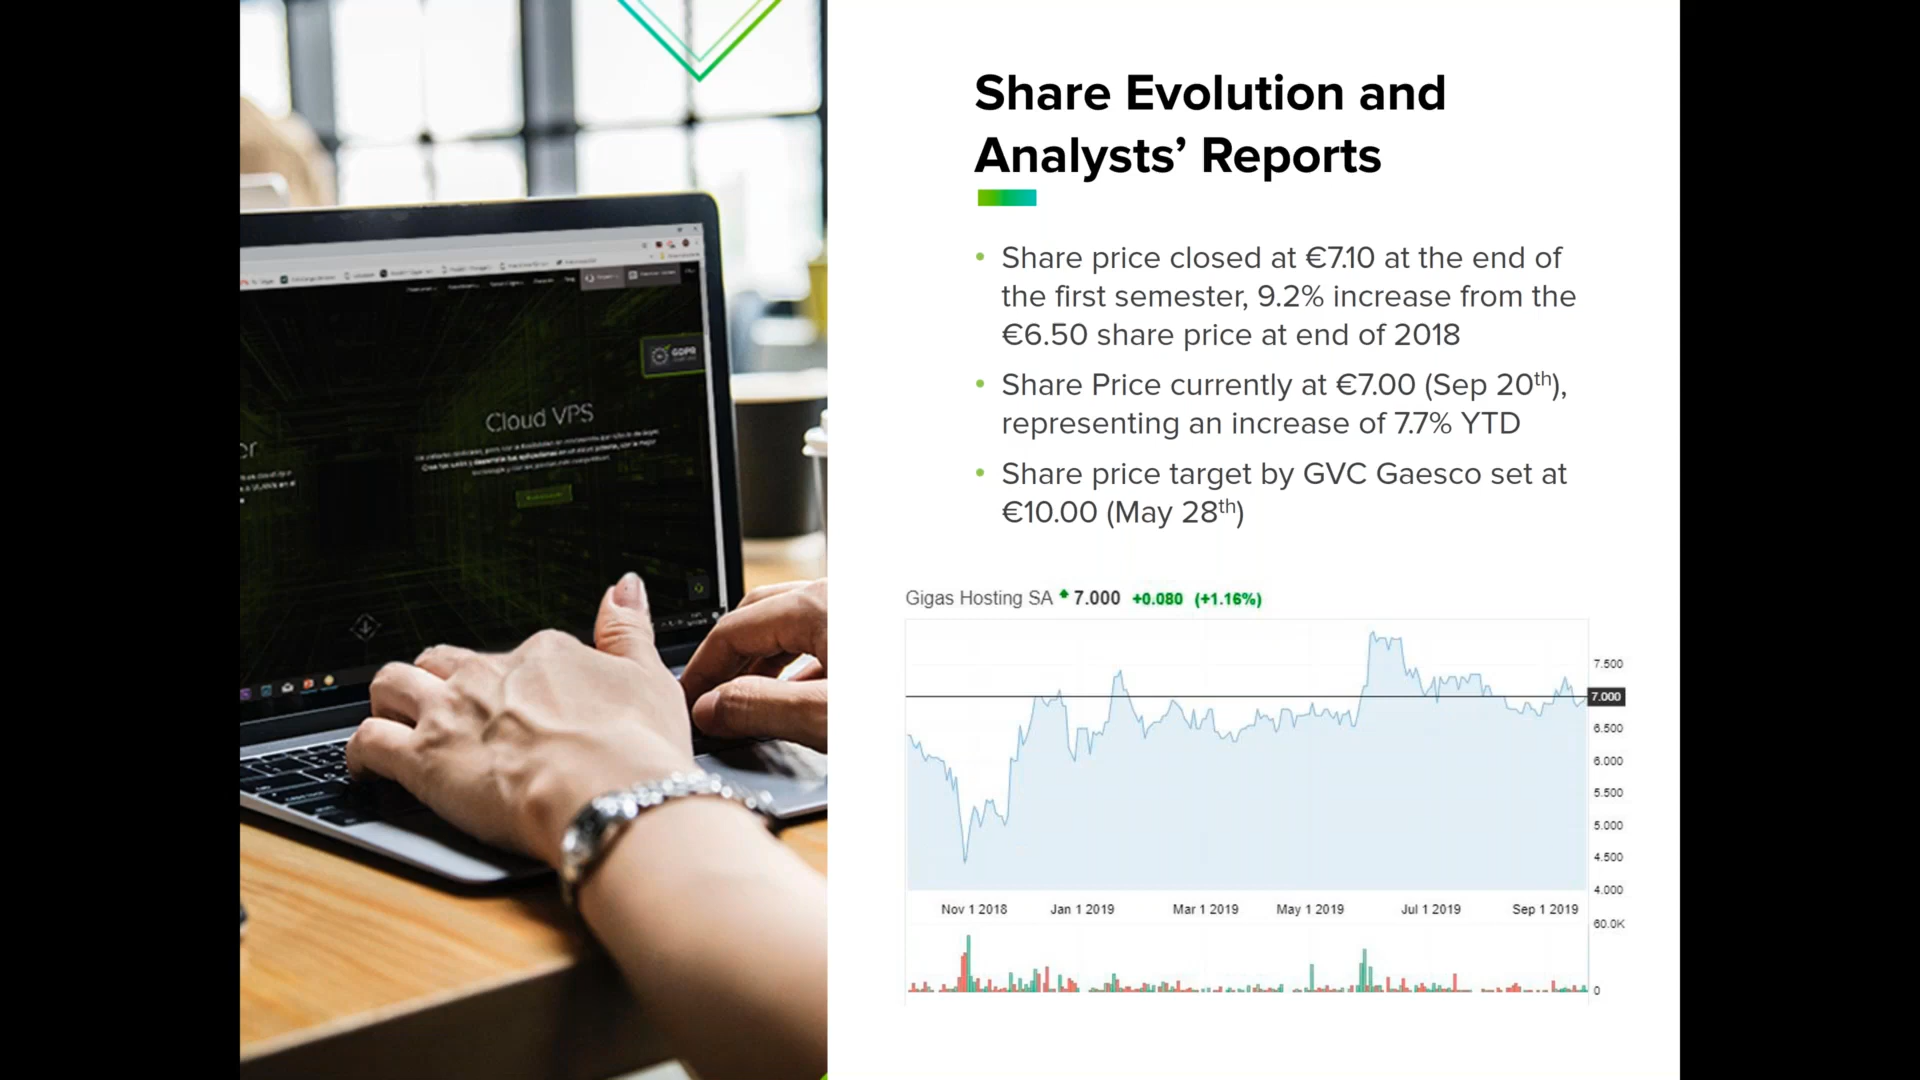 Share Evolution and
Analysts’ Reports
• Share price closed at €7.10 at the end of
the first semester, 9.2% increase from the
€6.50 share price at end of 2018
• Share Price currently at €7.00 (Sep 20th),
representing an increase of 7.7% YTD
• Share price target by GVC Gaesco set at
€10.00 (May 28th)
Gigas Hosting SA 7.000 +0.080 (+1.16%)
7.500
7.000
6.500
6.000
5.500
5.000
4.500
4.000
Nov 1 2018 Jan 1 2019 Mar 1 2019 May 1 2019 Jul 1 2019 Sep 1 2019
60.0K
0
GDPR
Cloud VPS